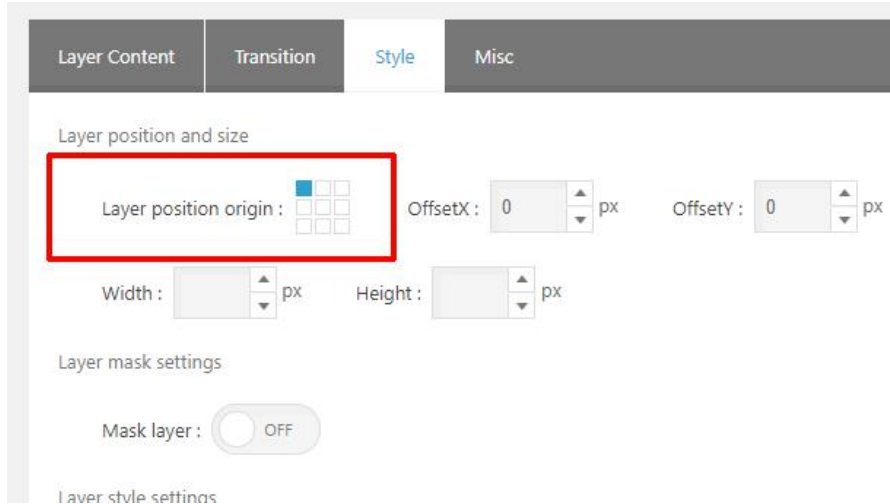 Layer Content Transition Style Misc
Layer position and size
Layer position origin : OffsetX : 0 px OffsetY : 0 px
Width : px Height : px
Layer mask settings
Mask layer : OFF
Layer style settings